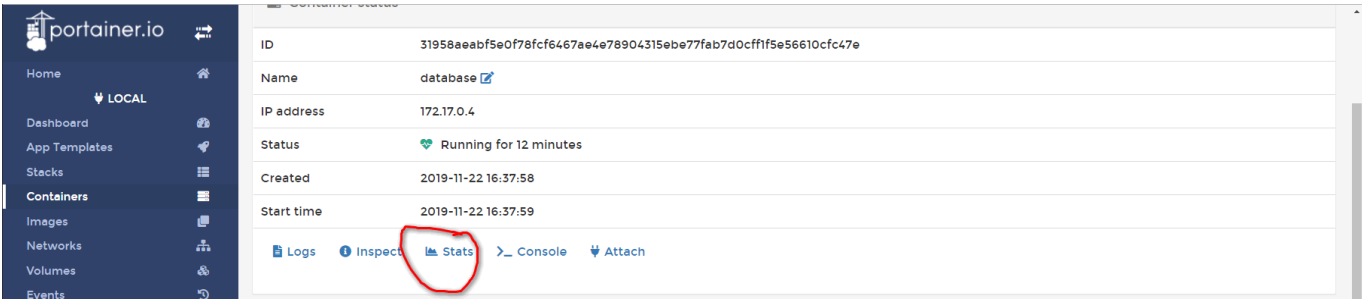 portainer.io
Home
LOCAL
Dashboard
App Templates
Stacks
Containers
Images
Networks
Volumes
Events
Container status
ID 31958aeabf5e0f78fcf6467ae4e78904315ebe77fab7d0cff1f5e56610cfc47e
Name database
IP address 172.17.0.4
Status Running for 12 minutes
Created 2019-11-22 16:37:58
Start time 2019-11-22 16:37:59
Logs Inspect Stats >_ Console Attach